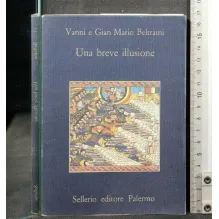 Vanni e Gian Mario Beltrami
Una breve illusione
Sellerio editore Palermo